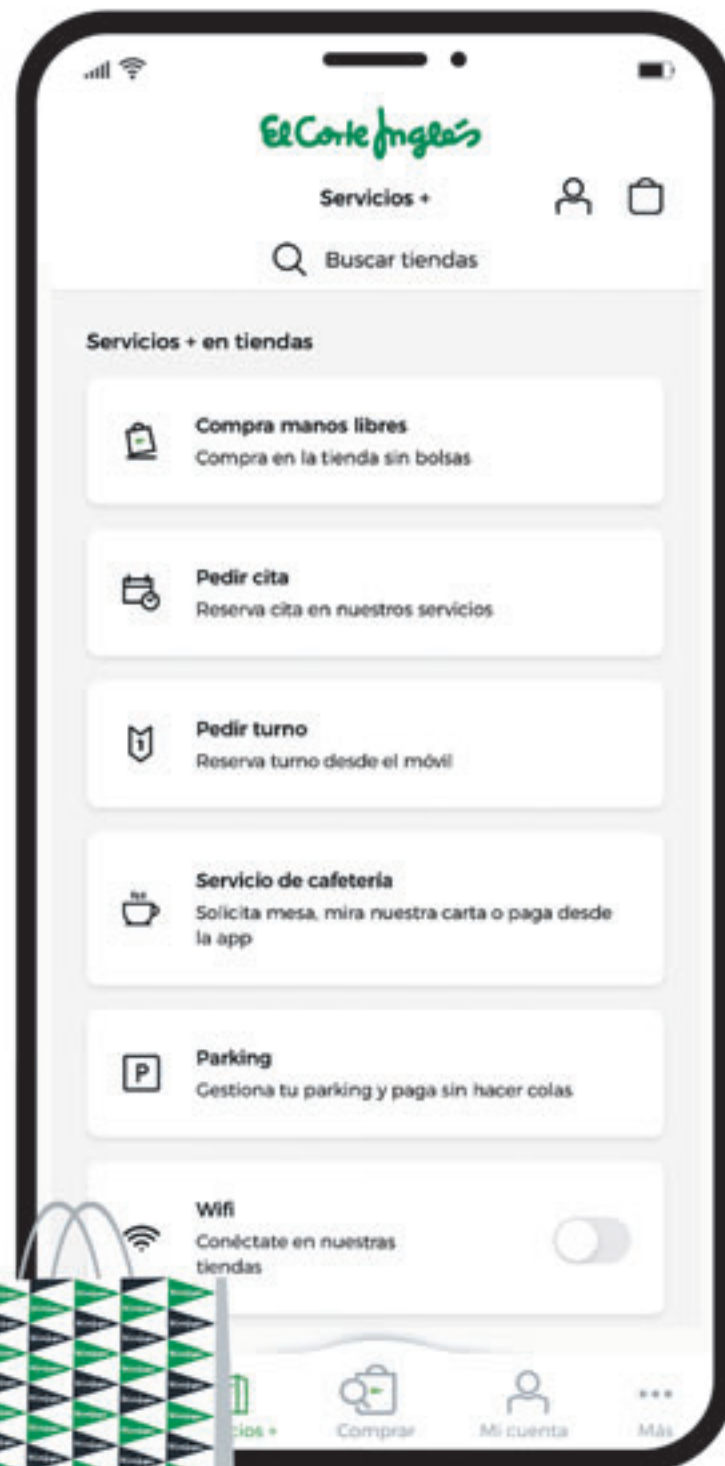 El Corte Inglés
Servicios +
Buscar tiendas
Servicios + en tiendas
Compra manos libres
Compra en la tienda sin bolsas
Pedir cita
Reserva cita en nuestros servicios
1
Pedir turno
Reserva turno desde el móvil
Servicio de cafetería
Solicita mesa, mira nuestra carta o paga desde
la app
P
Parking
Gestiona tu parking y paga sin hacer colas
Wifi
Conéctate en nuestras
tiendas
cios +
Comprar
Mi cuenta
Más